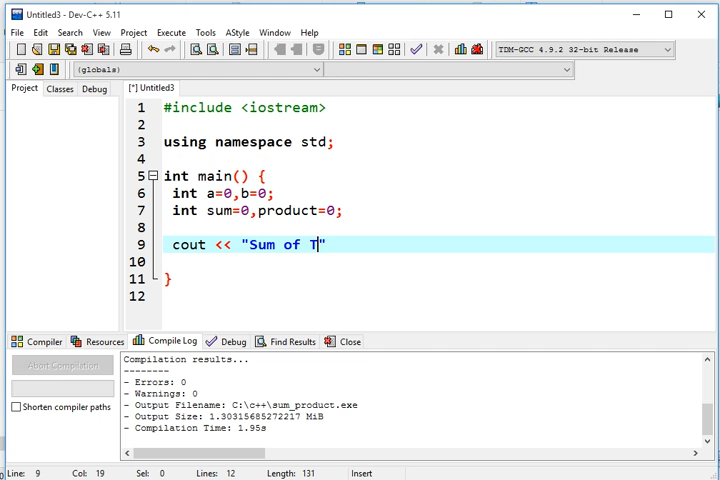 Untitled3 - Dev-C++ 5.11
File Edit Search View Project Execute Tools AStyle Window Help
TDM-GCC 4.9.2 32-bit Release
(globals)
Project Classes Debug [*] Untitled3
1 #include <iostream>
2
3 using namespace std;
4
5 int main() {
6 int a=0,b=0;
7 int sum=0,product=0;
8
9 cout << "Sum of T"
10
11 }
12
Compiler Resources Compile Log Debug Find Results Close
Abort Compilation
Shorten compiler paths
Compilation results...
--------
- Errors: 0
- Warnings: 0
- Output Filename: C:\c++\sum_product.exe
- Output Size: 1.30315685272217 MiB
- Compilation Time: 1.95s
Line: 9 Col: 19 Sel: 0 Lines: 12 Length: 131 Insert